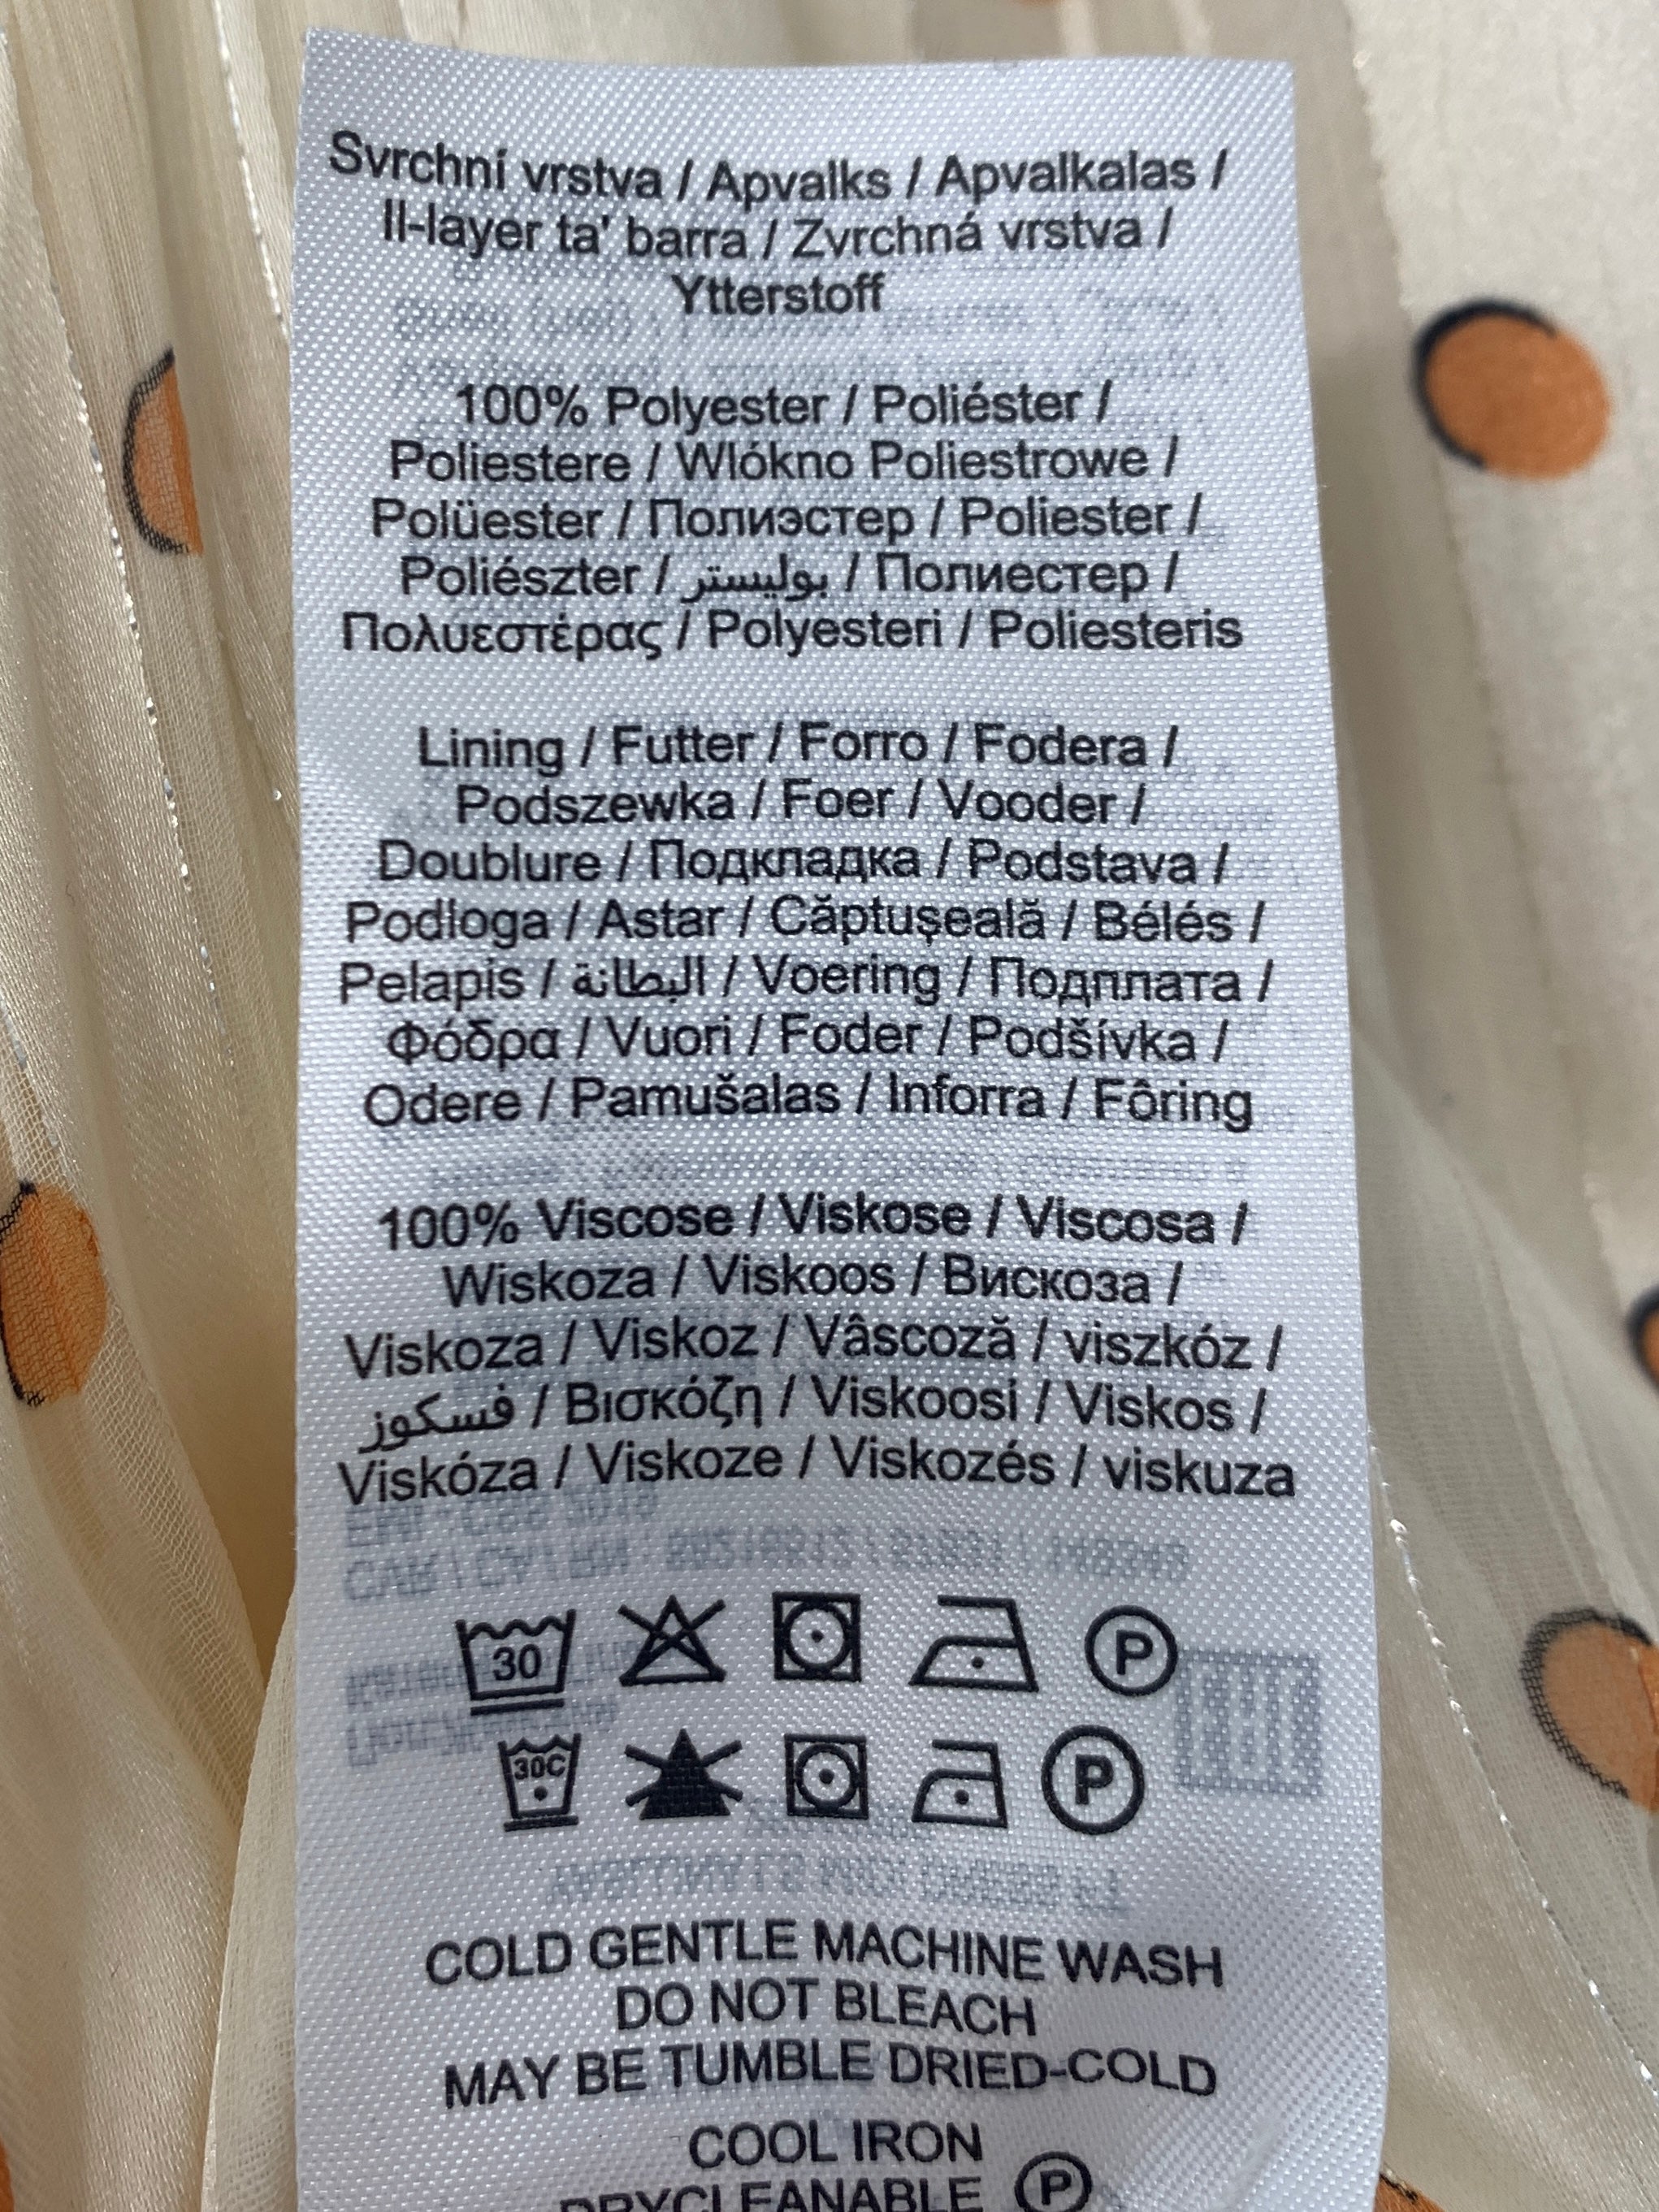 Svrchní vrstva / Apvalks / Apvalkalas /
Il-layer ta' barra / Zvrchná vrstva /
Ytterstoff
100% Polyester / Poliéster /
Poliestere / Wlókno Poliestrowe /
Polüester / Полиэстер / Poliester /
Poliészter / بوليستر / Полиестер /
Πολυεστέρας / Polyesteri / Poliesteris
Lining / Futter / Forro / Fodera /
Podszewka / Foer / Vooder /
Doublure / Подкладка / Podstava /
Podloga / Astar / Căptuşeală / Bélés /
Pelapis / البطانة / Voering / Подплата /
Φόδρα / Vuori / Foder / Podšívka /
Odere / Pamušalas / Inforra / Fôring
100% Viscose / Viskose / Viscosa /
Wiskoza / Viskoos / Вискоза /
Viskoza / Viskoz / Vâscoză / viszkóz /
فسكوز / Βισκόζη / Viskoosi / Viskos /
Viskóza / Viskoze / Viskozés / viskuza
30 P
30C P
COLD GENTLE MACHINE WASH
DO NOT BLEACH
MAY BE TUMBLE DRIED-COLD
COOL IRON
DRYCLEANABLE P